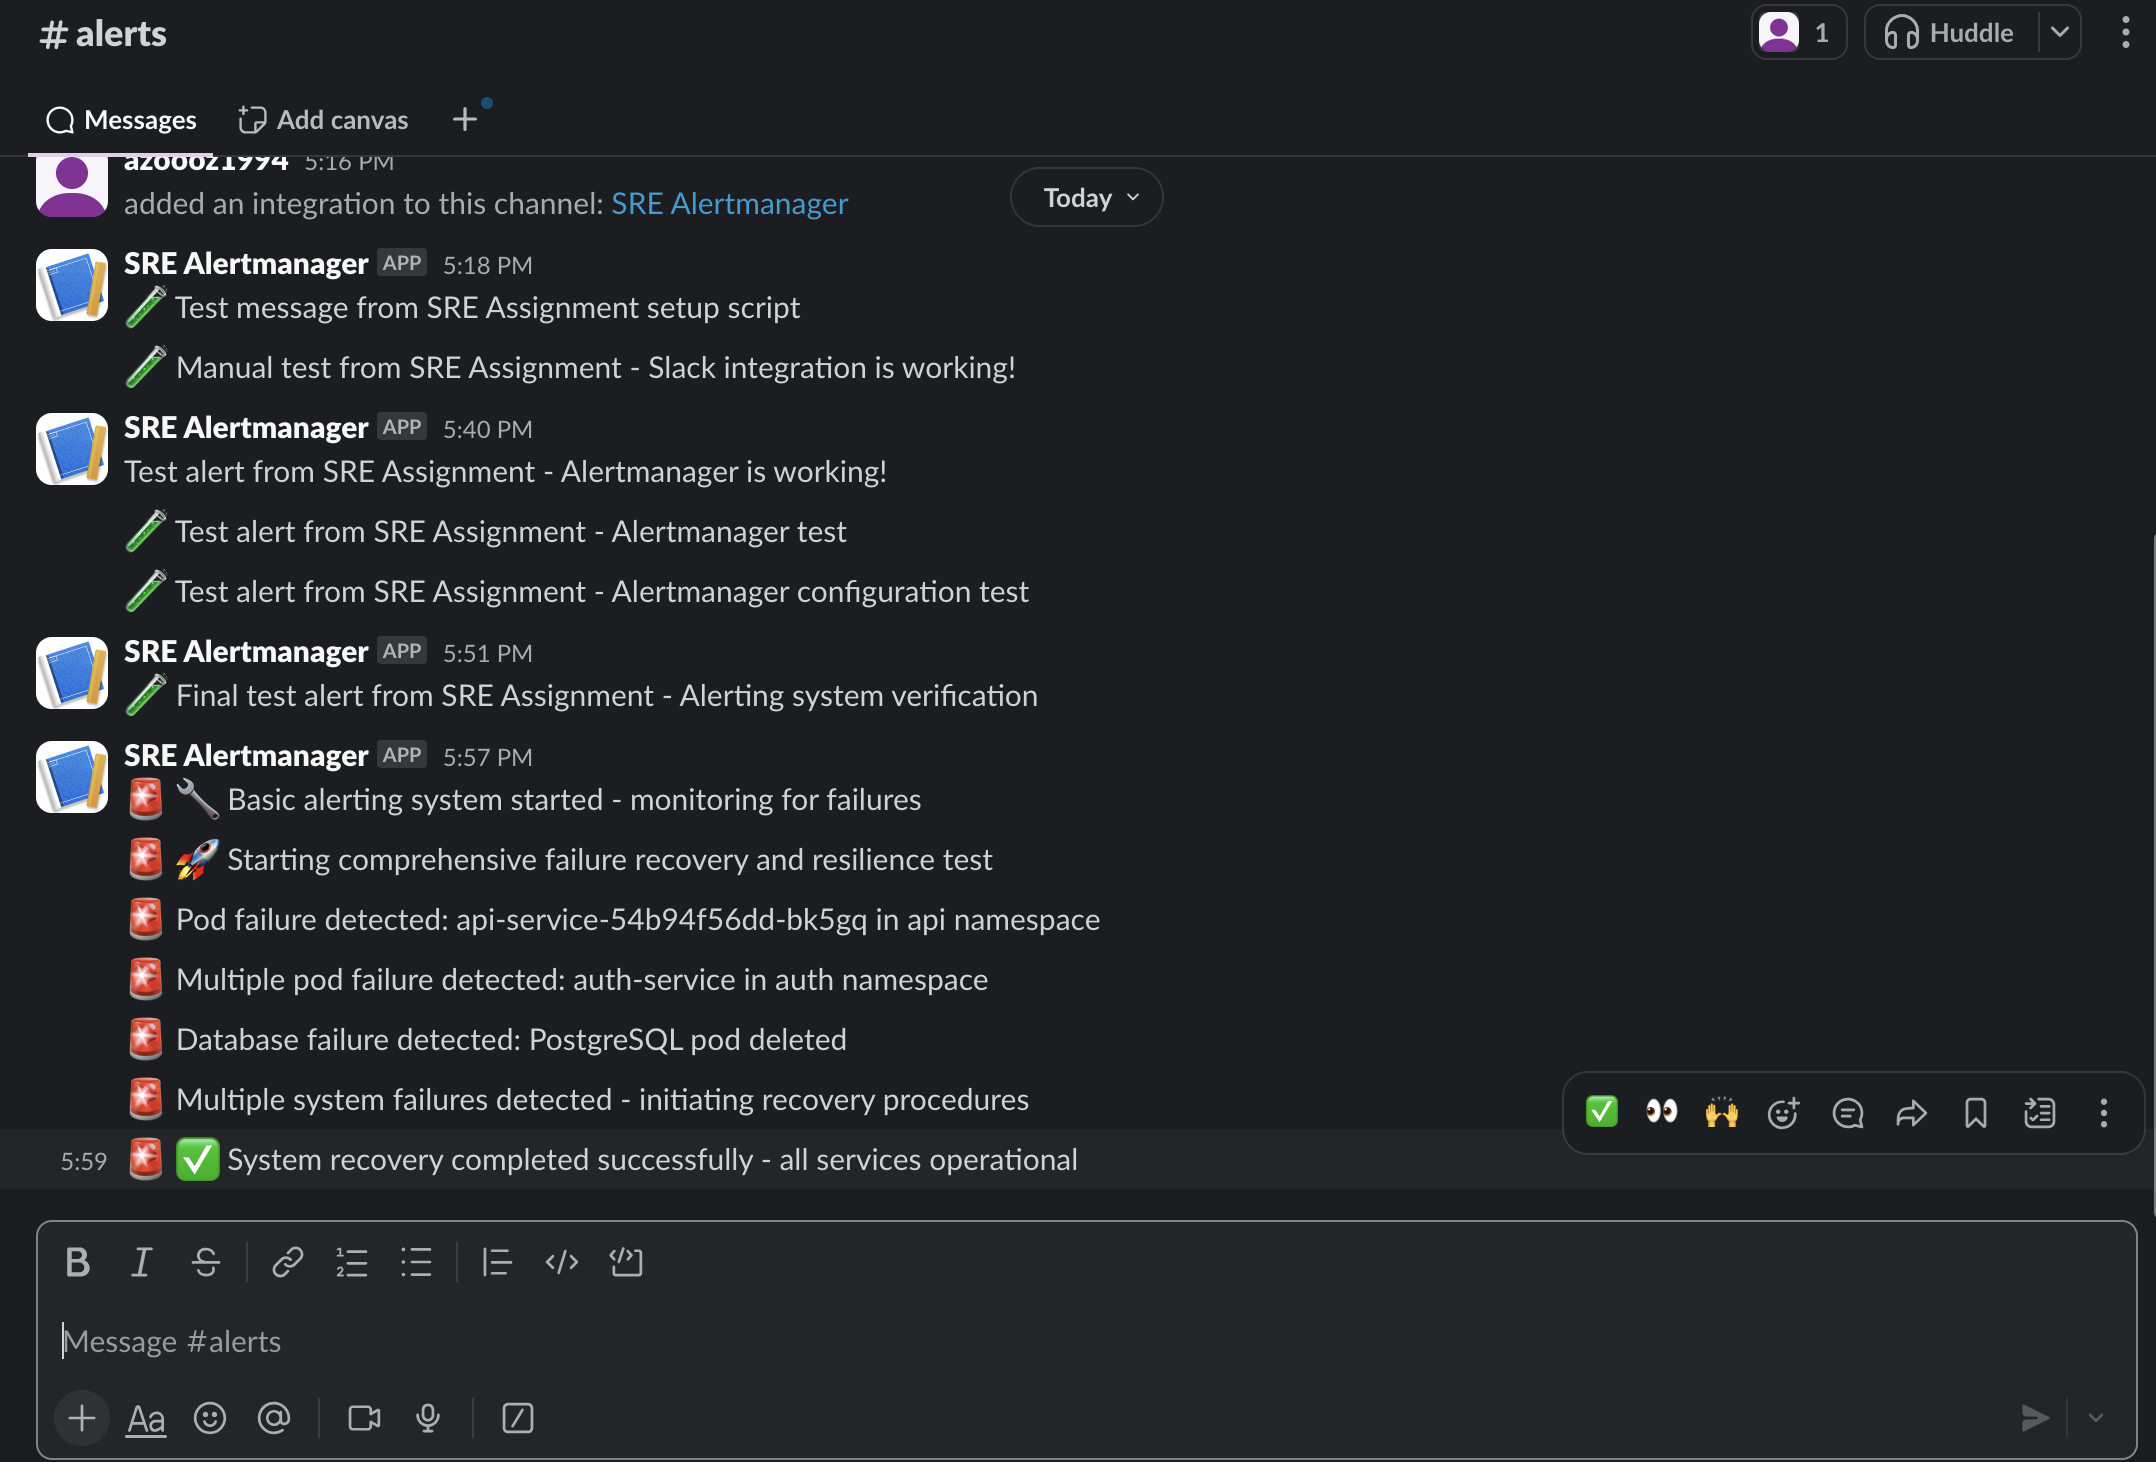 # alerts
1
Huddle
Messages
Add canvas
azoooz1994 5:16 PM
added an integration to this channel: SRE Alertmanager
Today
SRE Alertmanager APP 5:18 PM
Test message from SRE Assignment setup script
Manual test from SRE Assignment - Slack integration is working!
SRE Alertmanager APP 5:40 PM
Test alert from SRE Assignment - Alertmanager is working!
Test alert from SRE Assignment - Alertmanager test
Test alert from SRE Assignment - Alertmanager configuration test
SRE Alertmanager APP 5:51 PM
Final test alert from SRE Assignment - Alerting system verification
SRE Alertmanager APP 5:57 PM
Basic alerting system started - monitoring for failures
Starting comprehensive failure recovery and resilience test
Pod failure detected: api-service-54b94f56dd-bk5gq in api namespace
Multiple pod failure detected: auth-service in auth namespace
Database failure detected: PostgreSQL pod deleted
Multiple system failures detected - initiating recovery procedures
5:59 System recovery completed successfully - all services operational
Message #alerts
Aa